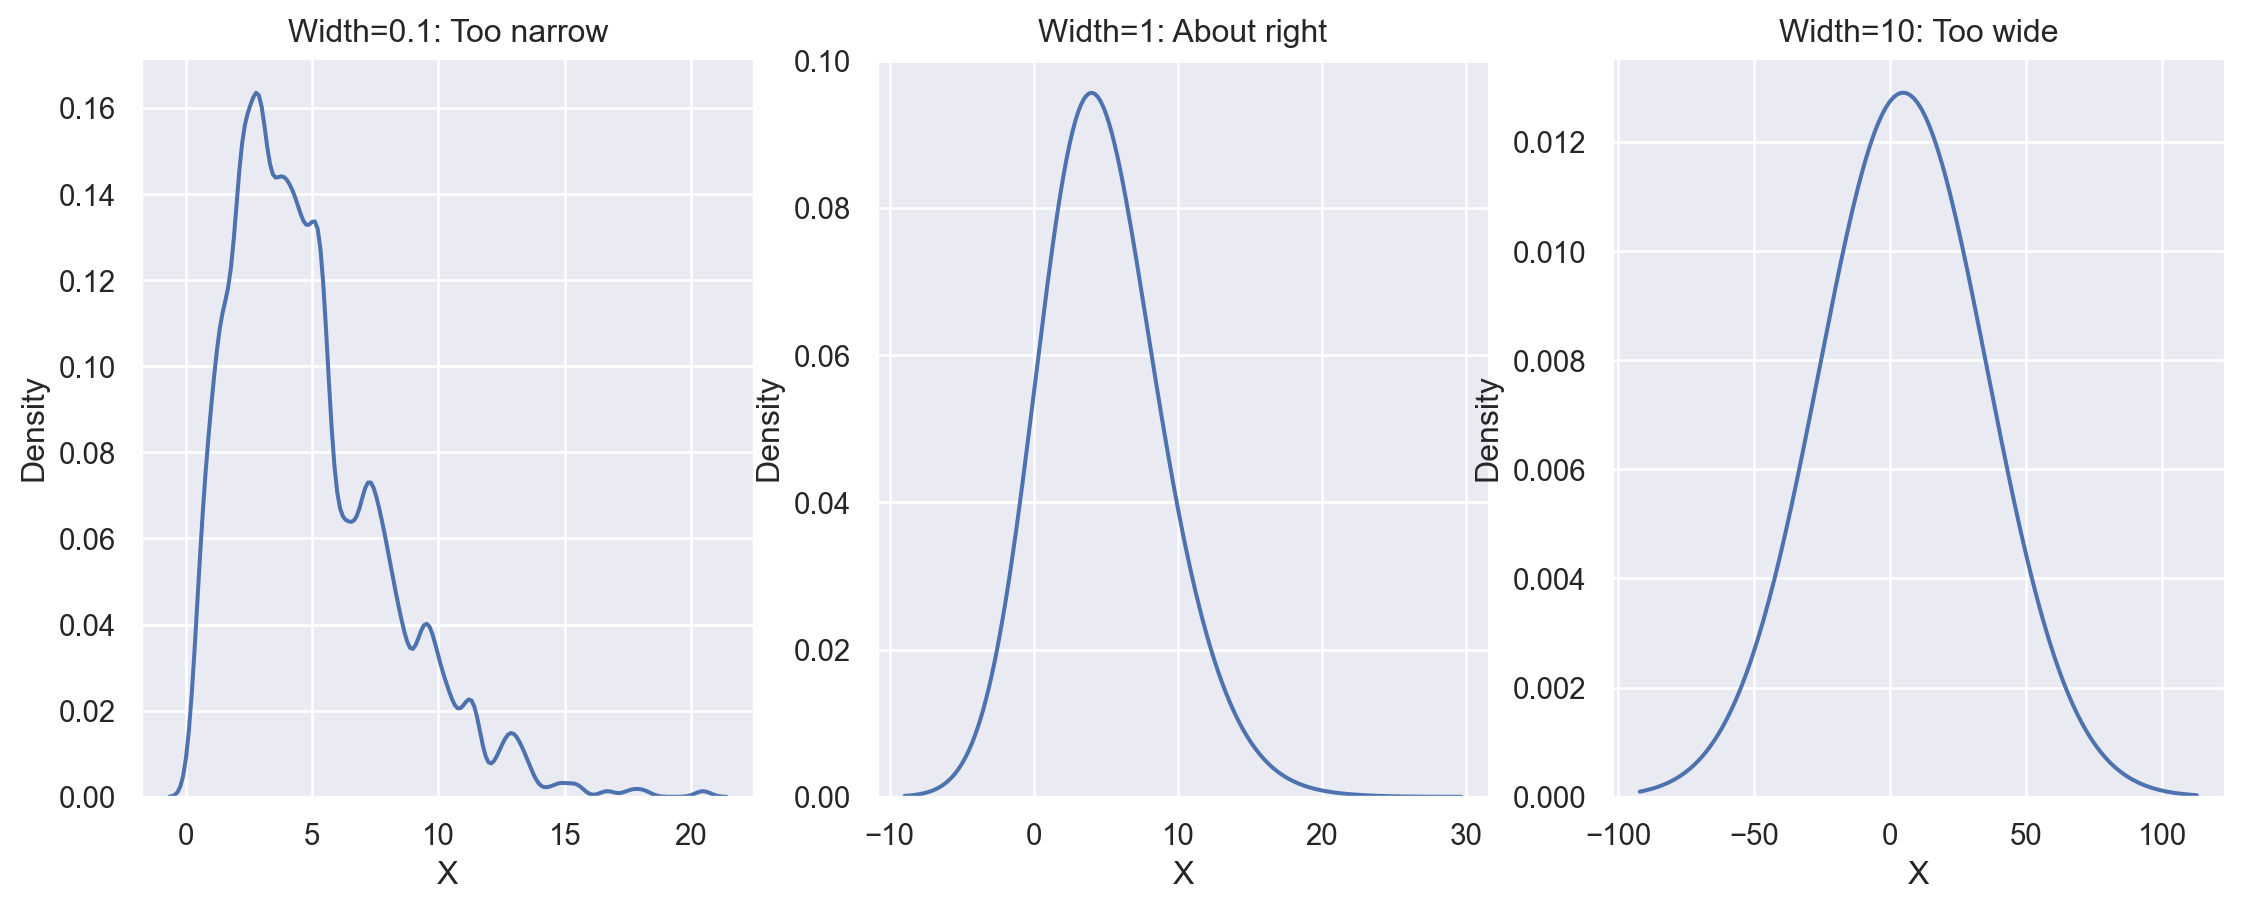 Width=0.1: Too narrow
0.16
0.14
0.12
0.10
0.08
0.06
0.04
0.02
0.00
Density
0 5 10 15 20
X
Width=1: About right
0.10
0.08
0.06
0.04
0.02
0.00
Density
−10 0 10 20 30
X
Width=10: Too wide
0.012
0.010
0.008
0.006
0.004
0.002
0.000
Density
−100 −50 0 50 100
X